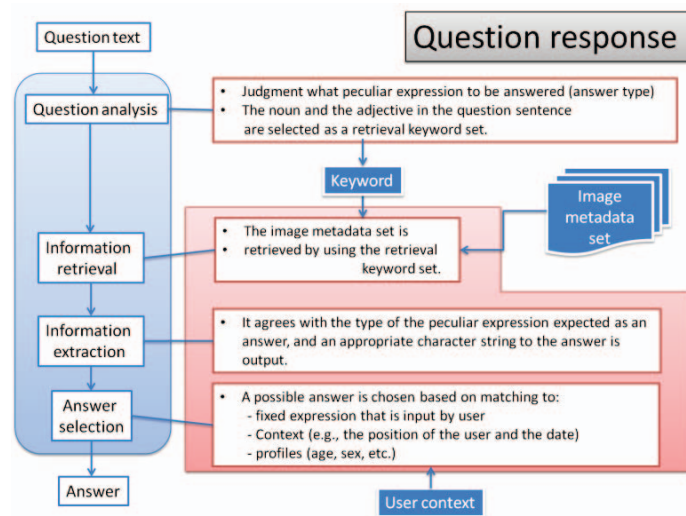 Question text
Question response
Question analysis
• Judgment what peculiar expression to be answered (answer type)
• The noun and the adjective in the question sentence
are selected as a retrieval keyword set.
Keyword
Image
metadata
set
Information
retrieval
• The image metadata set is
• retrieved by using the retrieval
keyword set.
Information
extraction
• It agrees with the type of the peculiar expression expected as an
answer, and an appropriate character string to the answer is
output.
Answer
selection
• A possible answer is chosen based on matching to:
- fixed expression that is input by user
- Context (e.g., the position of the user and the date)
- profiles (age, sex, etc.)
Answer
User context